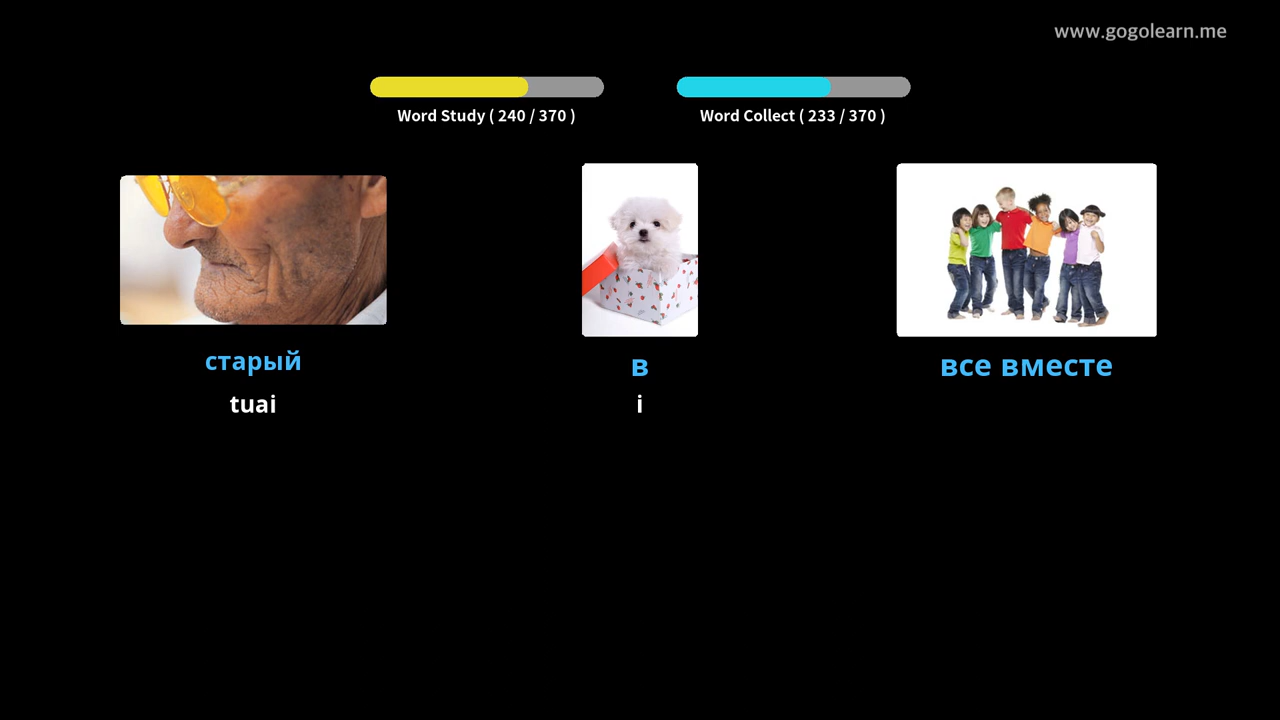 www.gogolearn.me
Word Study ( 240 / 370 )
Word Collect ( 233 / 370 )
старый
tuai
в
i
все вместе